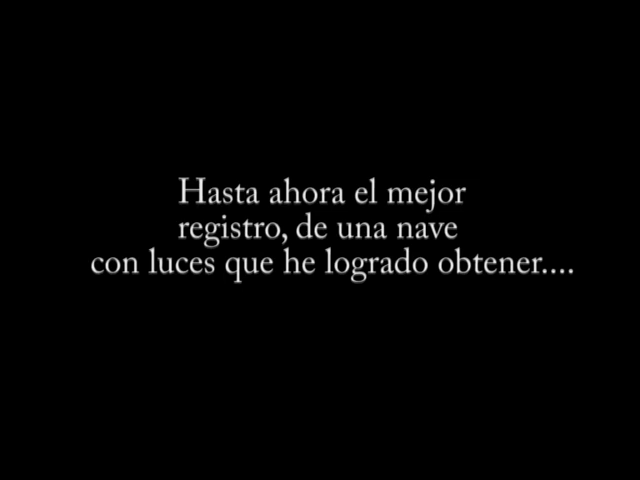 Hasta ahora el mejor
registro, de una nave
con luces que he logrado obtener....